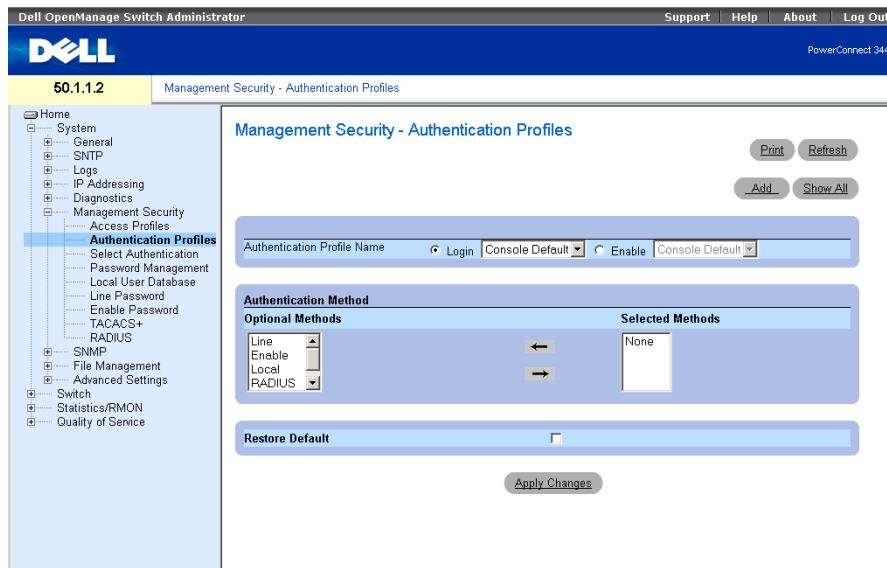 Dell OpenManage Switch Administrator
Support Help About Log Out
DELL
PowerConnect 344
50.1.1.2
Management Security - Authentication Profiles
Home
System
General
SNTP
Logs
IP Addressing
Diagnostics
Management Security
Access Profiles
Authentication Profiles
Select Authentication
Password Management
Local User Database
Line Password
Enable Password
TACACS+
RADIUS
SNMP
File Management
Advanced Settings
Switch
Statistics/RMON
Quality of Service
Management Security - Authentication Profiles
Print Refresh
Add Show All
Authentication Profile Name Login Console Default Enable Console Default
Authentication Method
Optional Methods Selected Methods
Line
Enable
Local
RADIUS
None
Restore Default
Apply Changes